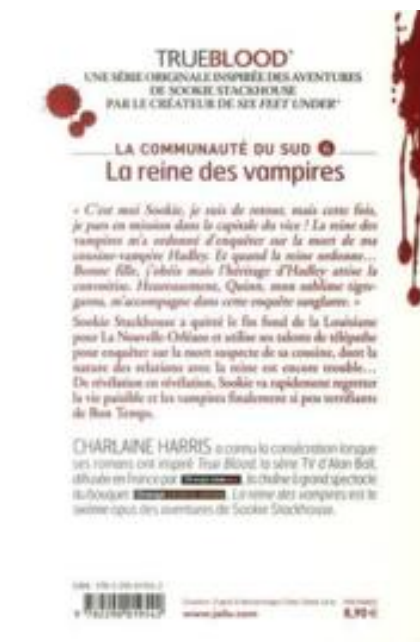 TRUEBLOOD
UNE SÉRIE ORIGINALE INSPIRÉE DES AVENTURES
DE SOOKIE STACKHOUSE
PAR LE CRÉATEUR DE SIX FEET UNDER
LA COMMUNAUTÉ DU SUD 6
La reine des vampires
« C'est moi Sookie, je suis de retour, mais cette fois,
je pars en mission dans la capitale du vice ! La reine des
vampires m'a ordonné d'enquêter sur la mort de ma
cousine-vampire Hadley. Et quand la reine ordonne...
Bonne fille, j'obéis mais l'héritage d'Hadley attise la
convoitise. Heureusement, Quinn, mon sublime tigre-
garou, m'accompagne dans cette enquête sanglante. »
Sookie Stackhouse a quitté le fin fond de la Louisiane
pour La Nouvelle-Orléans et utilise ses talents de télépathe
pour enquêter sur la mort suspecte de sa cousine, dont la
nature des relations avec la reine est encore trouble...
De révélation en révélation, Sookie va rapidement regretter
la vie paisible et les vampires finalement si peu terrifiants
de Bon Temps.
CHARLAINE HARRIS a connu la consécration lorsque
ses romans ont inspiré True Blood, la série TV d'Alan Ball,
diffusée en France par la chaîne à grand spectacle
du bouquet La reine des vampires est le
sixième opus des aventures de Sookie Stackhouse.
www.jailu.com
8,90 €